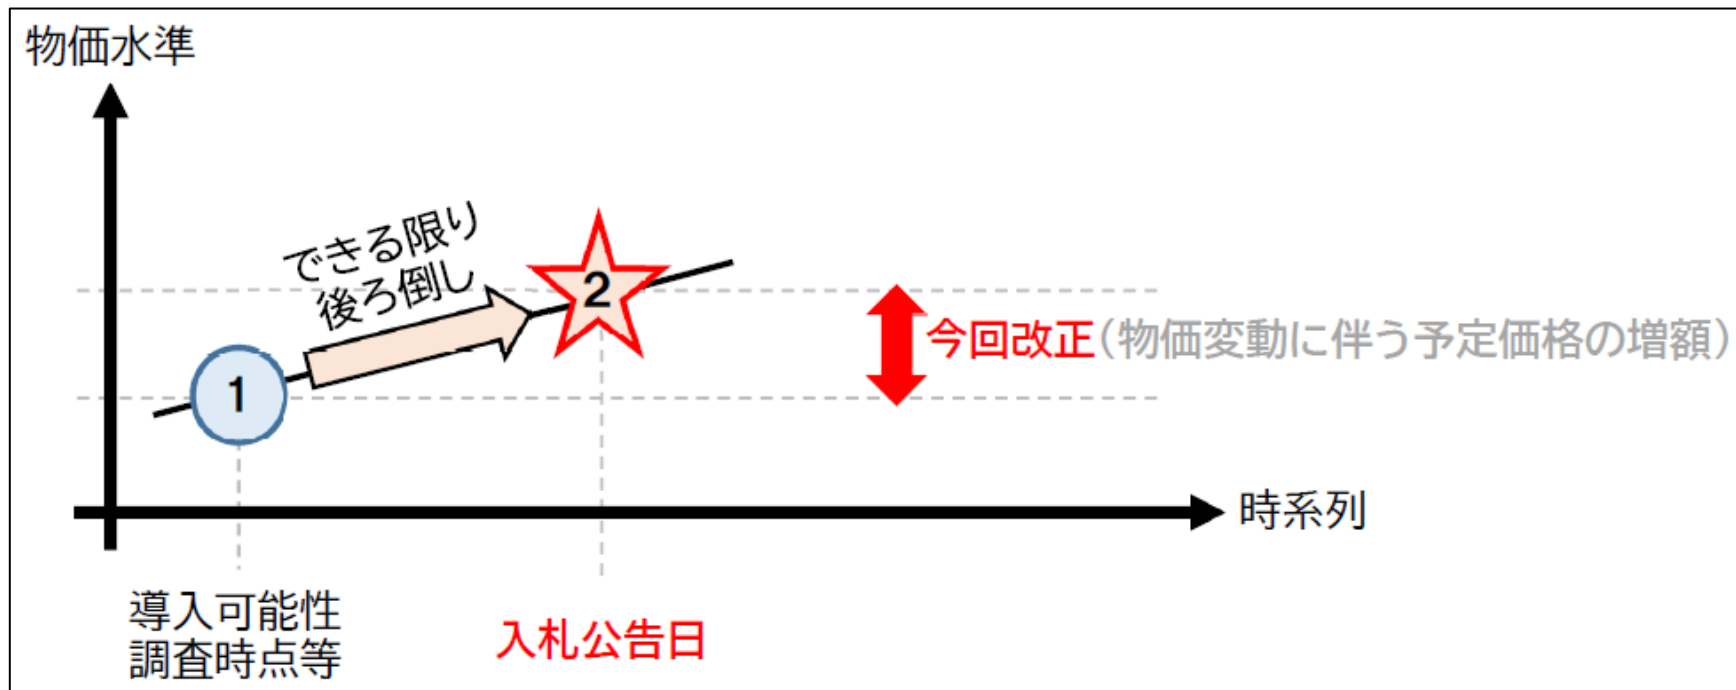 物価水準
できる限り
後ろ倒し
2
今回改正(物価変動に伴う予定価格の増額)
1
時系列
導入可能性
調査時点等
入札公告日